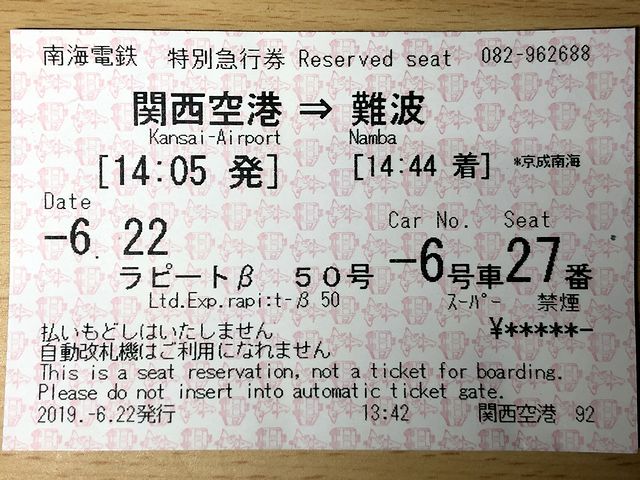 南海電鉄 特別急行券 Reserved seat 082-962688
関西空港 ⇒ 難波
Kansai-Airport Namba
[14:05 発] [14:44 着] *京成南海
Date Car No. Seat
-6. 22 -6号車27番
ラピートβ 50号 スーパー 禁煙
Ltd.Exp.rapi:t-β 50 ¥*****-
払いもどしはいたしません
自動改札機はご利用になれません
This is a seat reservation, not a ticket for boarding.
Please do not insert into automatic ticket gate.
2019.-6.22発行 13:42 関西空港 92